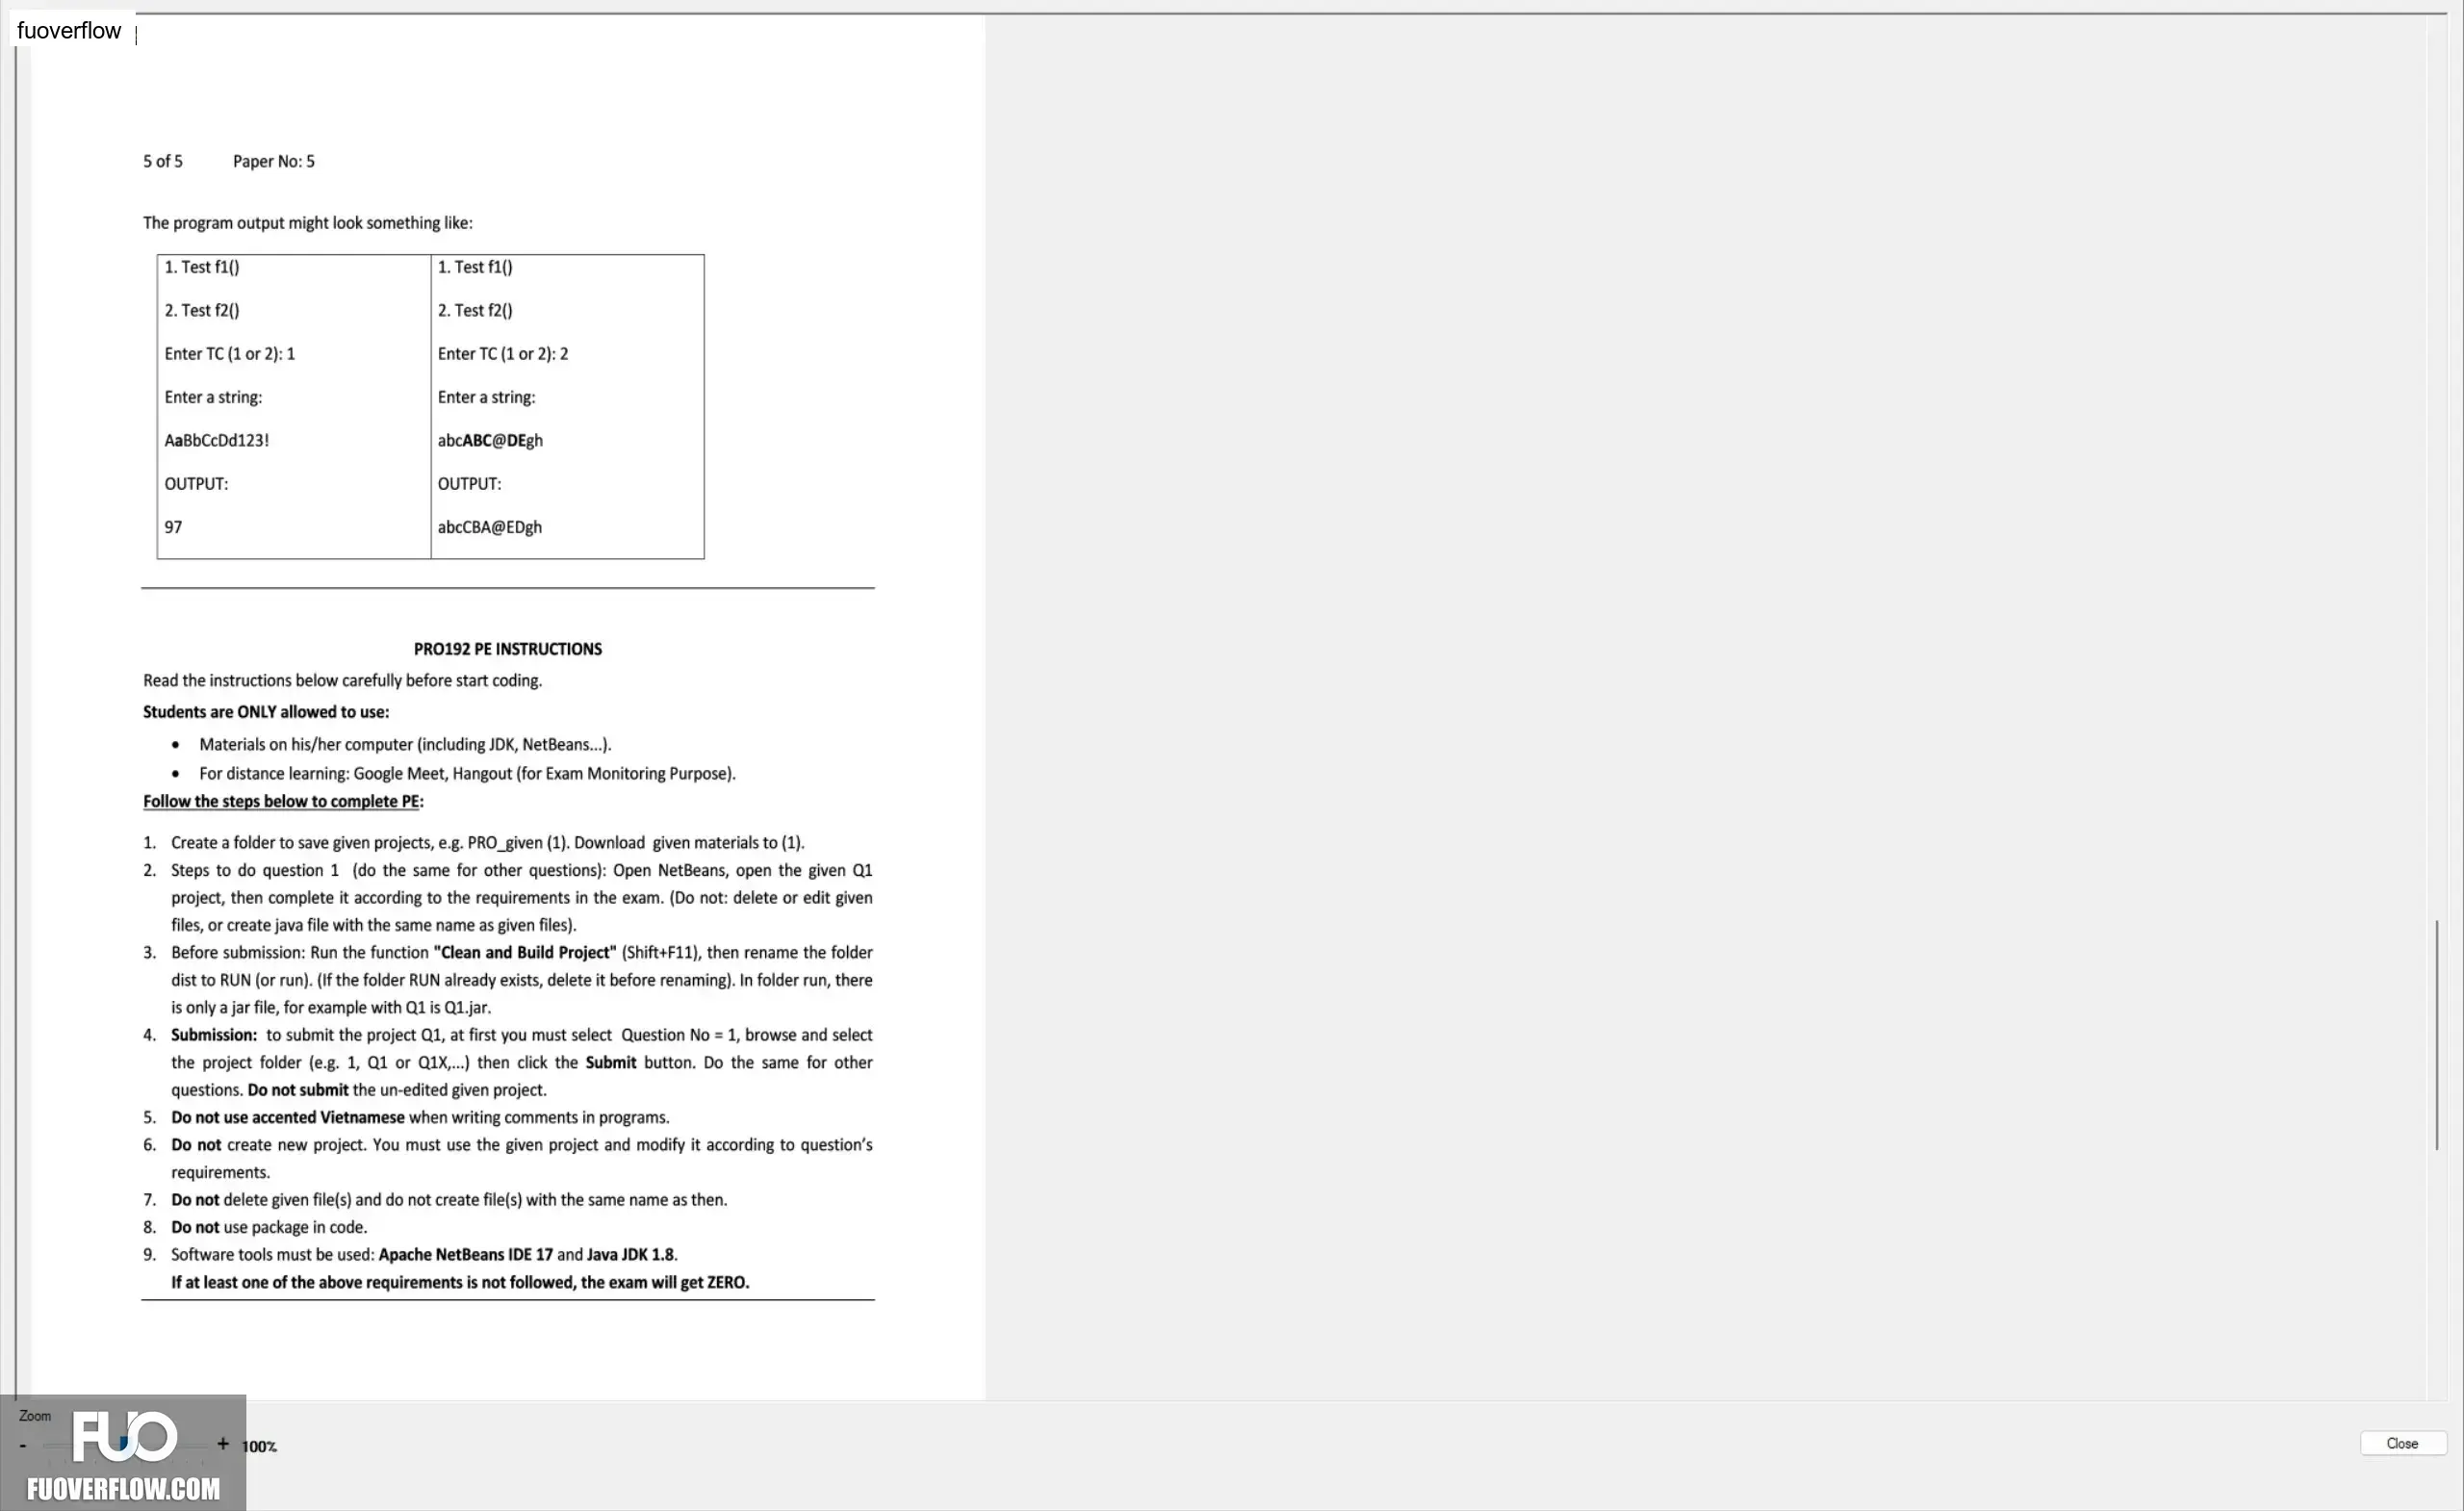 fuoverflow
5 of 5 Paper No: 5
The program output might look something like:
1. Test f1()
2. Test f2()
Enter TC (1 or 2): 1
Enter a string:
AaBbCcDd123!
OUTPUT:
97
1. Test f1()
2. Test f2()
Enter TC (1 or 2): 2
Enter a string:
abcABC@DEgh
OUTPUT:
abcCBA@EDgh
PRO192 PE INSTRUCTIONS
Read the instructions below carefully before start coding.
Students are ONLY allowed to use:
• Materials on his/her computer (including JDK, NetBeans...).
• For distance learning: Google Meet, Hangout (for Exam Monitoring Purpose).
Follow the steps below to complete PE:
1. Create a folder to save given projects, e.g. PRO_given (1). Download given materials to (1).
2. Steps to do question 1 (do the same for other questions): Open NetBeans, open the given Q1
project, then complete it according to the requirements in the exam. (Do not: delete or edit given
files, or create java file with the same name as given files).
3. Before submission: Run the function "Clean and Build Project" (Shift+F11), then rename the folder
dist to RUN (or run). (If the folder RUN already exists, delete it before renaming). In folder run, there
is only a jar file, for example with Q1 is Q1.jar.
4. Submission: to submit the project Q1, at first you must select Question No = 1, browse and select
the project folder (e.g. 1, Q1 or Q1X,...) then click the Submit button. Do the same for other
questions. Do not submit the un-edited given project.
5. Do not use accented Vietnamese when writing comments in programs.
6. Do not create new project. You must use the given project and modify it according to question's
requirements.
7. Do not delete given file(s) and do not create file(s) with the same name as then.
8. Do not use package in code.
9. Software tools must be used: Apache NetBeans IDE 17 and Java JDK 1.8.
If at least one of the above requirements is not followed, the exam will get ZERO.
Zoom
- + 100%
Close
FUO
FUOVERFLOW.COM